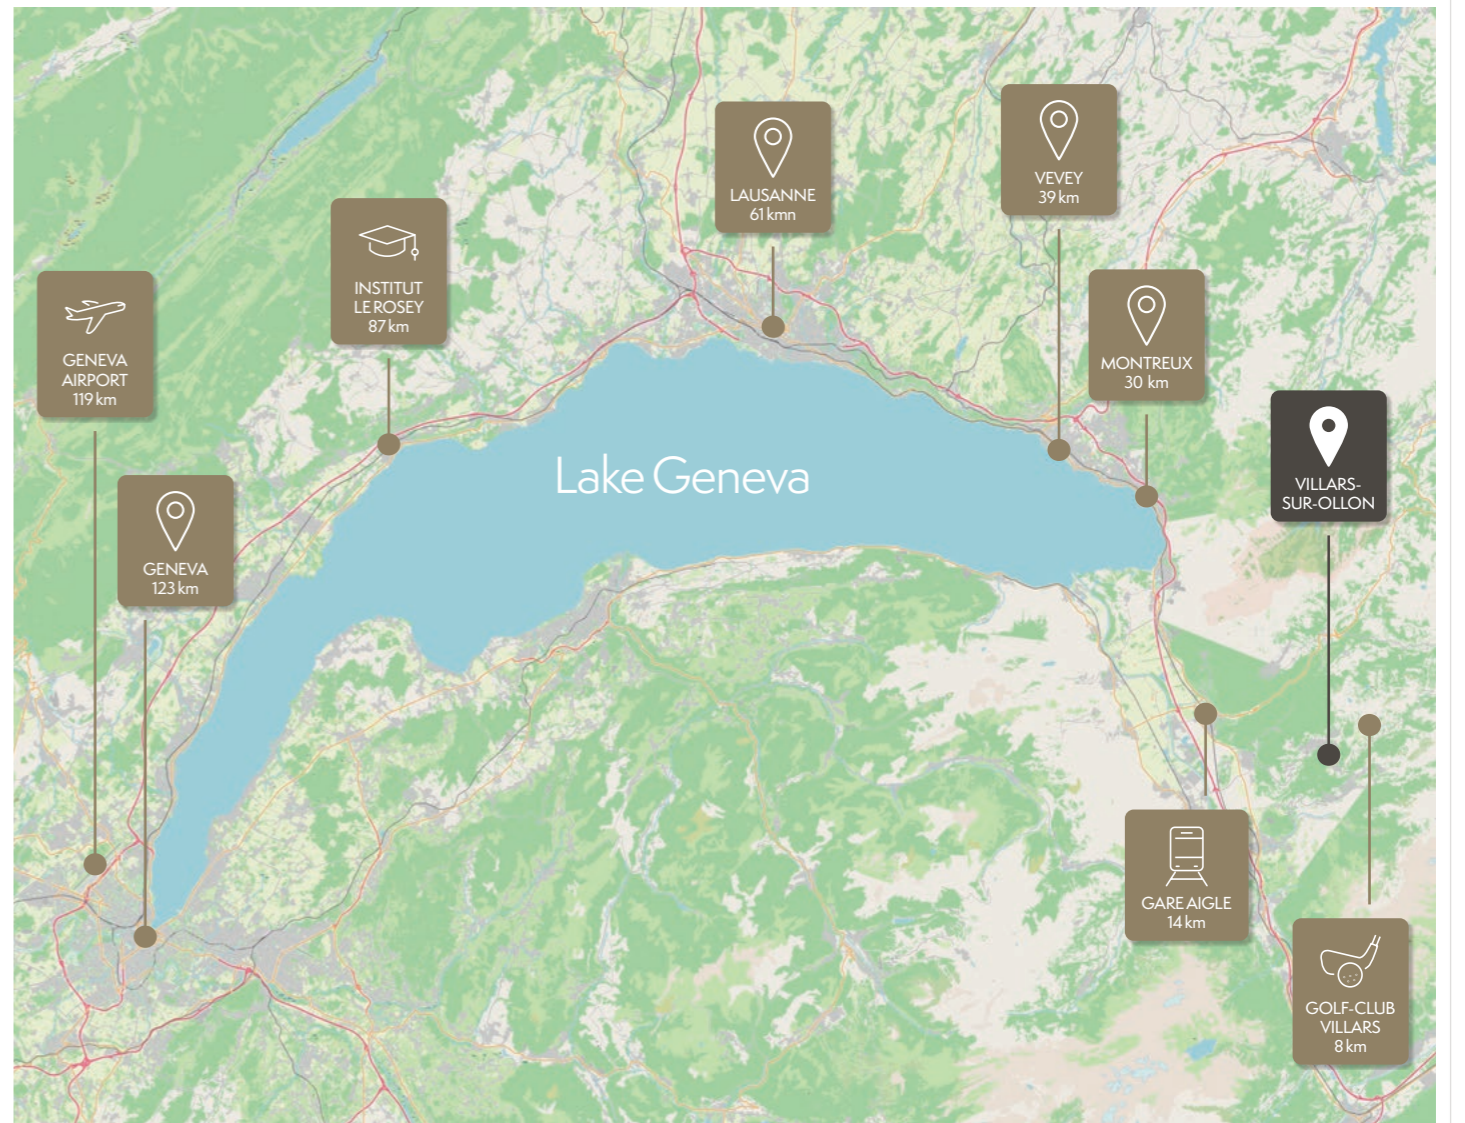 VEVEY
39 km
LAUSANNE
61 kmn
INSTITUT
LE ROSEY
87 km
GENEVA
AIRPORT
119 km
MONTREUX
30 km
VILLARS-
SUR-OLLON
Lake Geneva
GENEVA
123 km
GARE AIGLE
14 km
GOLF-CLUB
VILLARS
8 km